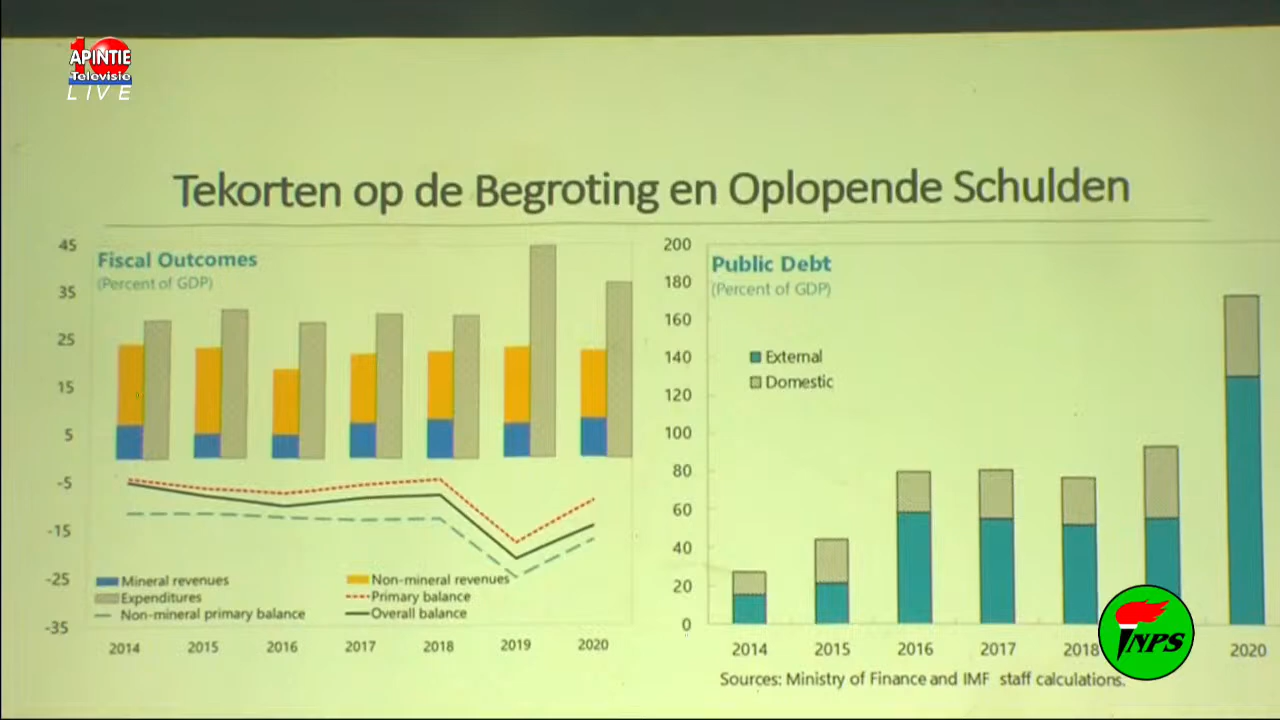 10
APINTIE
Televisie
LIVE
Tekorten op de Begroting en Oplopende Schulden
Fiscal Outcomes
(Percent of GDP)
45
35
25
15
5
-5
-15
-25
-35
Mineral revenues
Non-mineral revenues
Expenditures
Primary balance
Non-mineral primary balance
Overall balance
2014 2015 2016 2017 2018 2019 2020
Public Debt
(Percent of GDP)
200
180
160
140
120
100
80
60
40
20
0
External
Domestic
2014 2015 2016 2017 2018 2020
Sources: Ministry of Finance and IMF staff calculations.
NPS